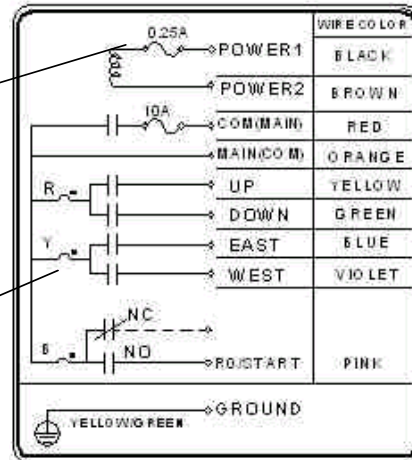 WIRE COLOR
0.25A POWER1 BLACK
POWER2 BROWN
10A COM(MAIN) RED
MAIN(COM) ORANGE
R UP YELLOW
DOWN GREEN
Y EAST BLUE
WEST VIOLET
NC
NO RO/START PINK
GROUND
YELLOW/GREEN